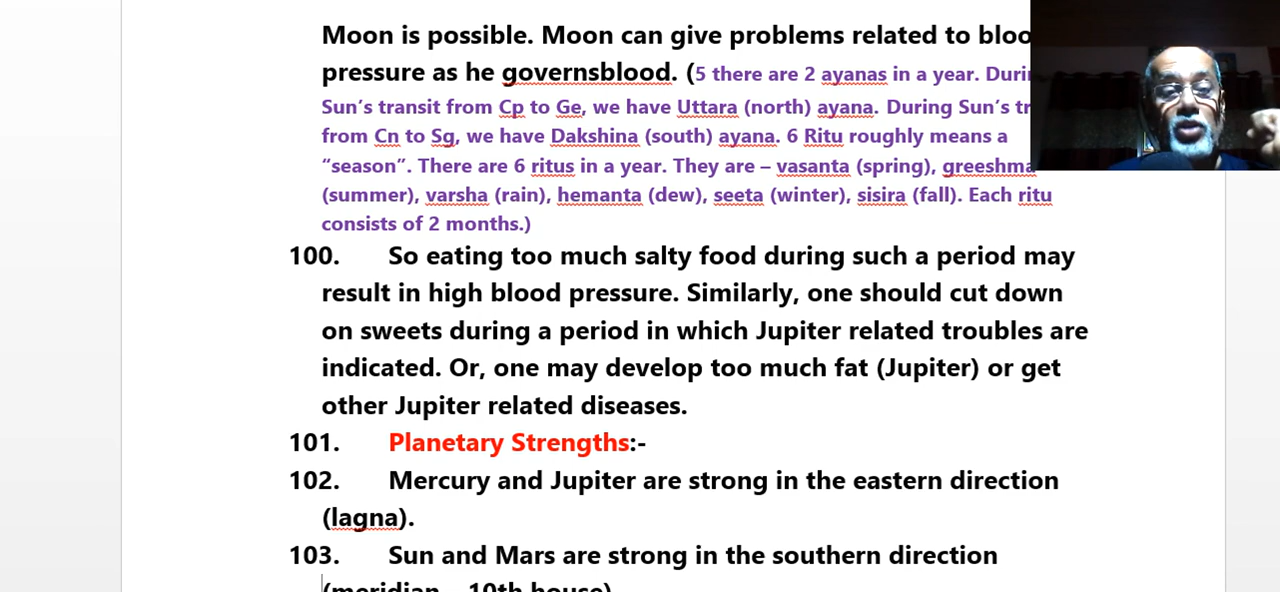 Moon is possible. Moon can give problems related to
pressure as he governsblood. (5 there are 2 ayanas in a year.
Sun's transit from Cp to Ge, we have Uttara (north) ayana. During Sun's
from Cn to Sg, we have Dakshina (south) ayana. 6 Ritu roughly means a
"season". There are 6 ritus in a year. They are – vasanta (spring), greeshma
(summer), varsha (rain), hemanta (dew), seeta (winter), sisira (fall). Each ritu
consists of 2 months.)
100. So eating too much salty food during such a period may
result in high blood pressure. Similarly, one should cut down
on sweets during a period in which Jupiter related troubles are
indicated. Or, one may develop too much fat (Jupiter) or get
other Jupiter related diseases.
101. Planetary Strengths:-
102. Mercury and Jupiter are strong in the eastern direction
(lagna).
103. Sun and Mars are strong in the southern direction
(meridian – 10th house)